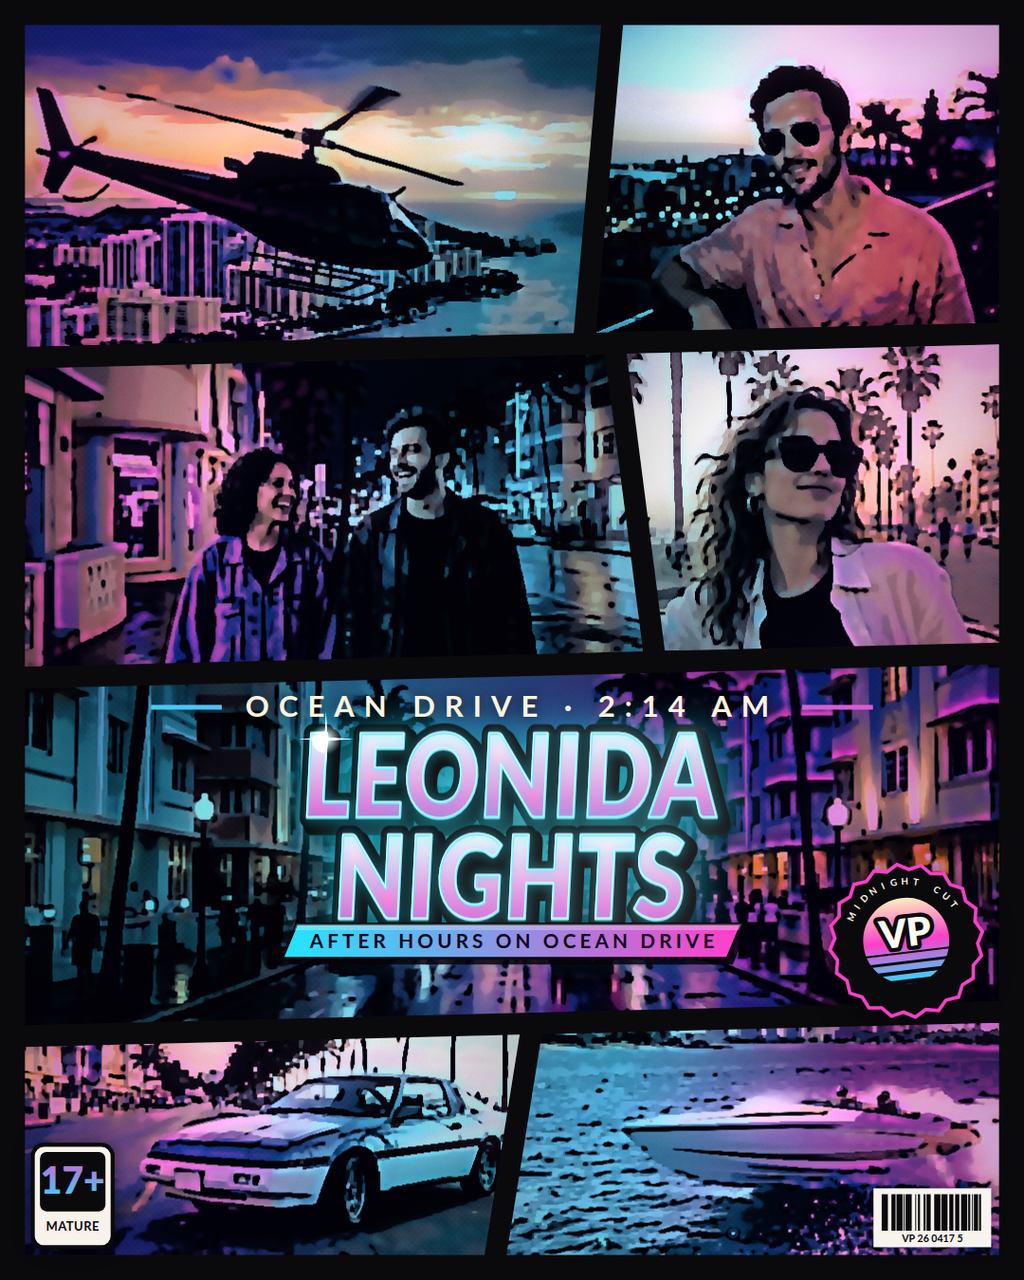 OCEAN DRIVE · 2:14 AM
LEONIDA
NIGHTS
AFTER HOURS ON OCEAN DRIVE
MIDNIGHT CUT
VP
17+
MATURE
VP 26 0417 5